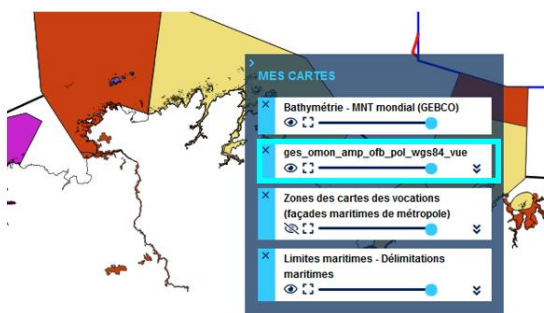 MES CARTES
Bathymétrie - MNT mondial (GEBCO)
ges_omon_amp_ofb_pol_wgs84_vue
Zones des cartes des vocations
(façades maritimes de métropole)
Limites maritimes - Délimitations
maritimes